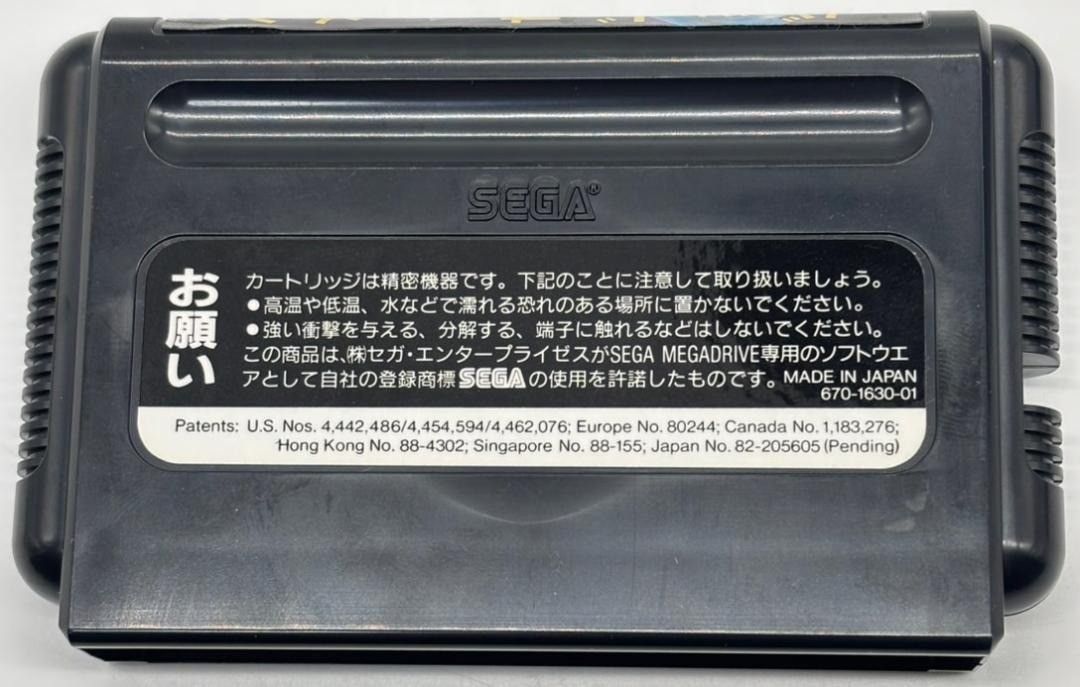 SEGA®
お願い
カートリッジは精密機器です。下記のことに注意して取り扱いましょう。
●高温や低温、水などで濡れる恐れのある場所に置かないでください。
●強い衝撃を与える、分解する、端子に触れるなどはしないでください。
この商品は、㈱セガ・エンタープライゼスがSEGA MEGADRIVE専用のソフトウエ
アとして自社の登録商標SEGAの使用を許諾したものです。MADE IN JAPAN
670-1630-01
Patents: U.S. Nos. 4,442,486/4,454,594/4,462,076; Europe No. 80244; Canada No. 1,183,276;
Hong Kong No. 88-4302; Singapore No. 88-155; Japan No. 82-205605 (Pending)